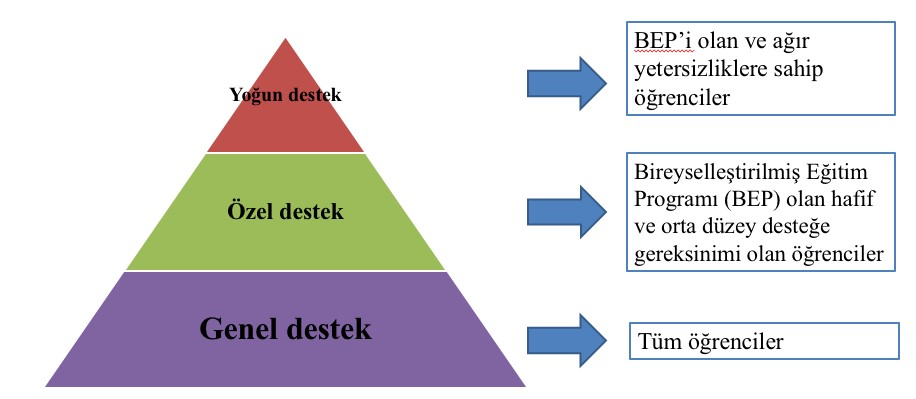 Yoğun destek
BEP’i olan ve ağır
yetersizliklere sahip
öğrenciler
Özel destek
Bireyselleştirilmiş Eğitim
Programı (BEP) olan hafif
ve orta düzey desteğe
gereksinimi olan öğrenciler
Genel destek
Tüm öğrenciler